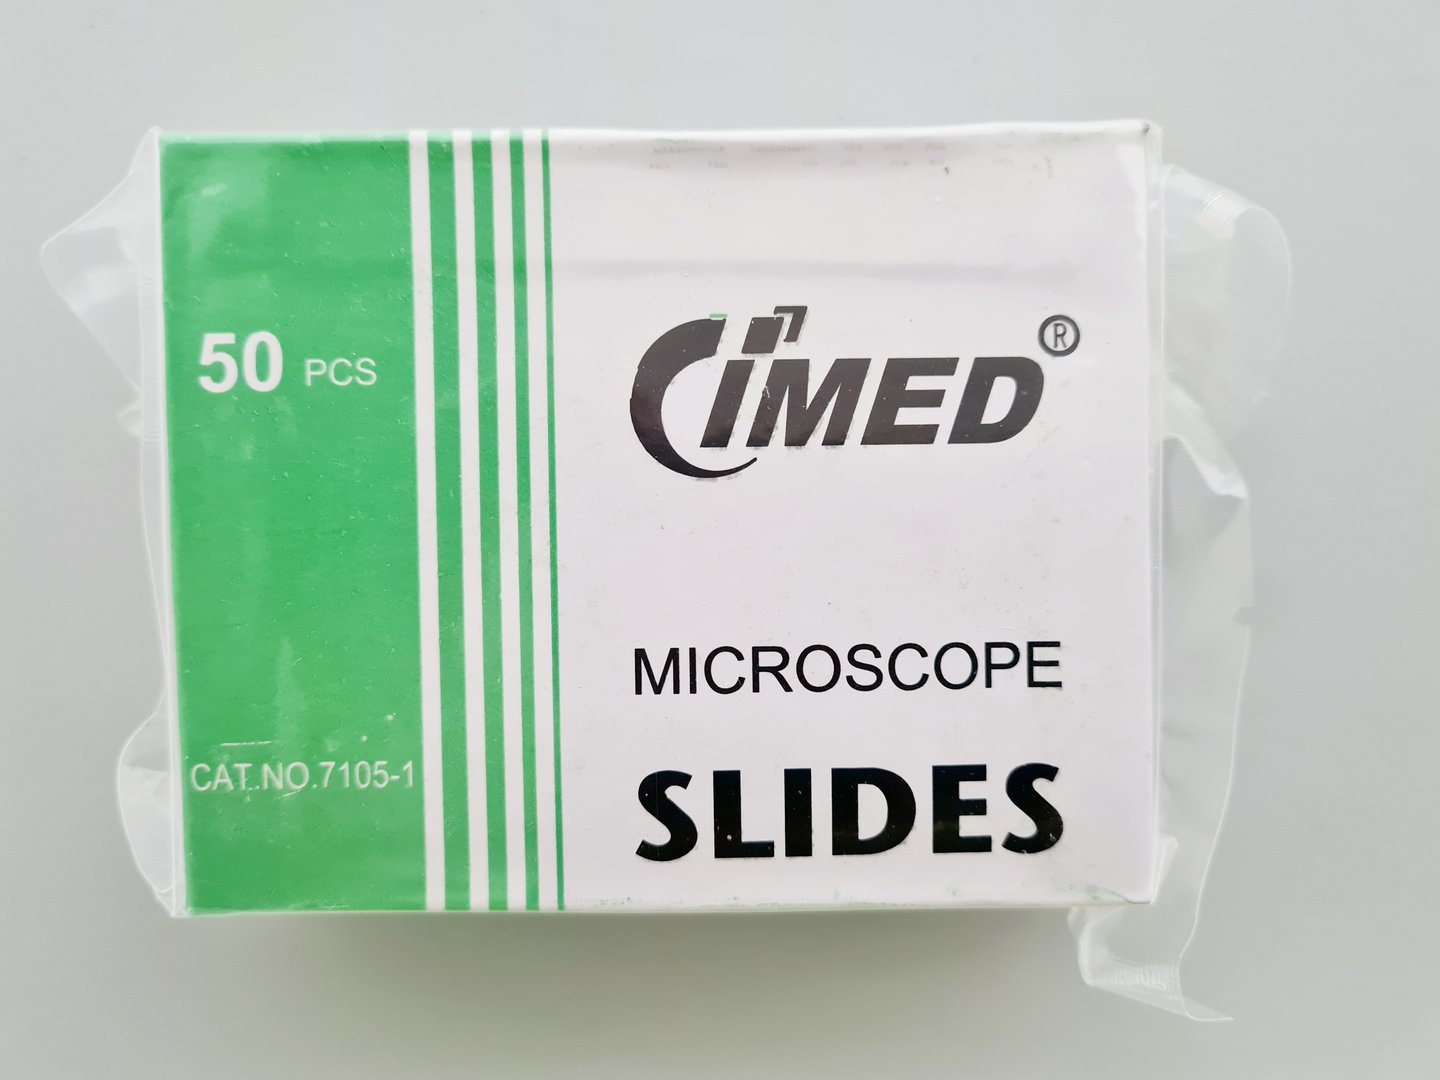 50 PCS
CIMED®
MICROSCOPE
CAT.NO.7105-1
SLIDES